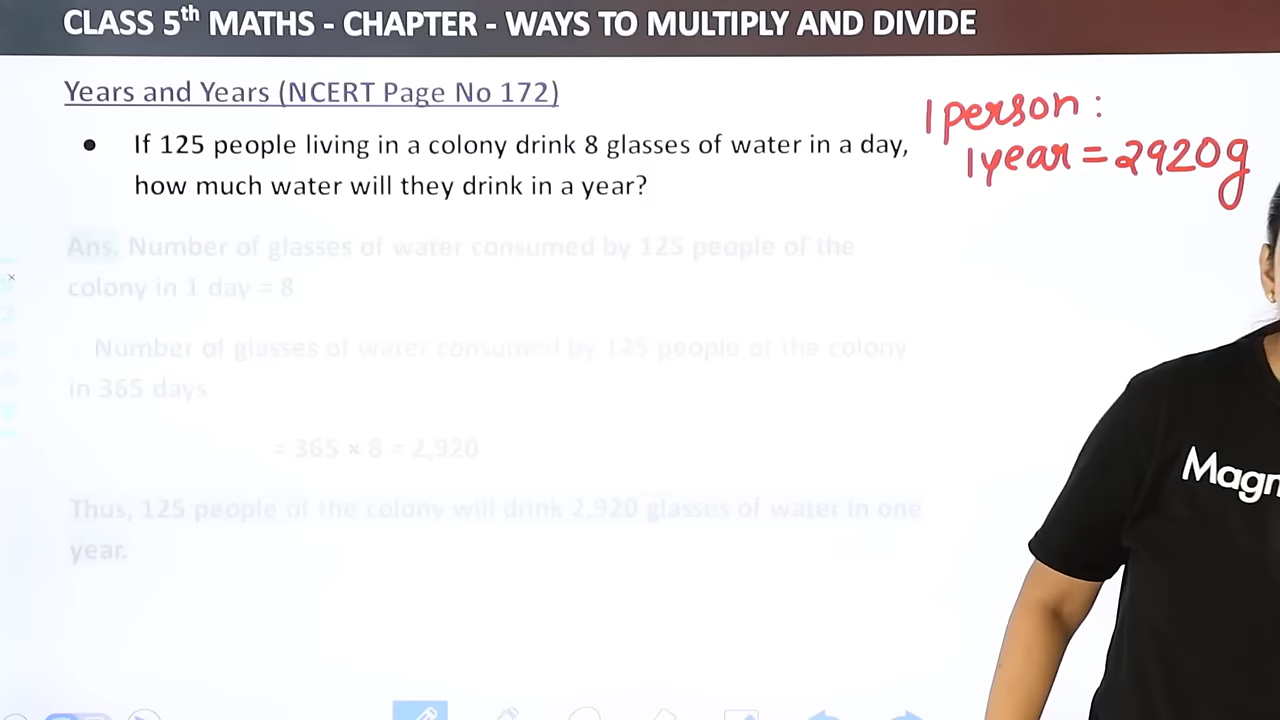 CLASS 5th MATHS - CHAPTER - WAYS TO MULTIPLY AND DIVIDE
Years and Years (NCERT Page No 172)
1 person :
1 year = 2920g
• If 125 people living in a colony drink 8 glasses of water in a day,
how much water will they drink in a year?
Ans. Number of glasses of water consumed by 125 people of the
colony in 1 day = 8
Number of glasses of water consumed by 125 people of the colony
in 365 days
= 365 × 8 = 2,920
Thus, 125 people of the colony will drink 2,920 glasses of water in one
year.
Magn